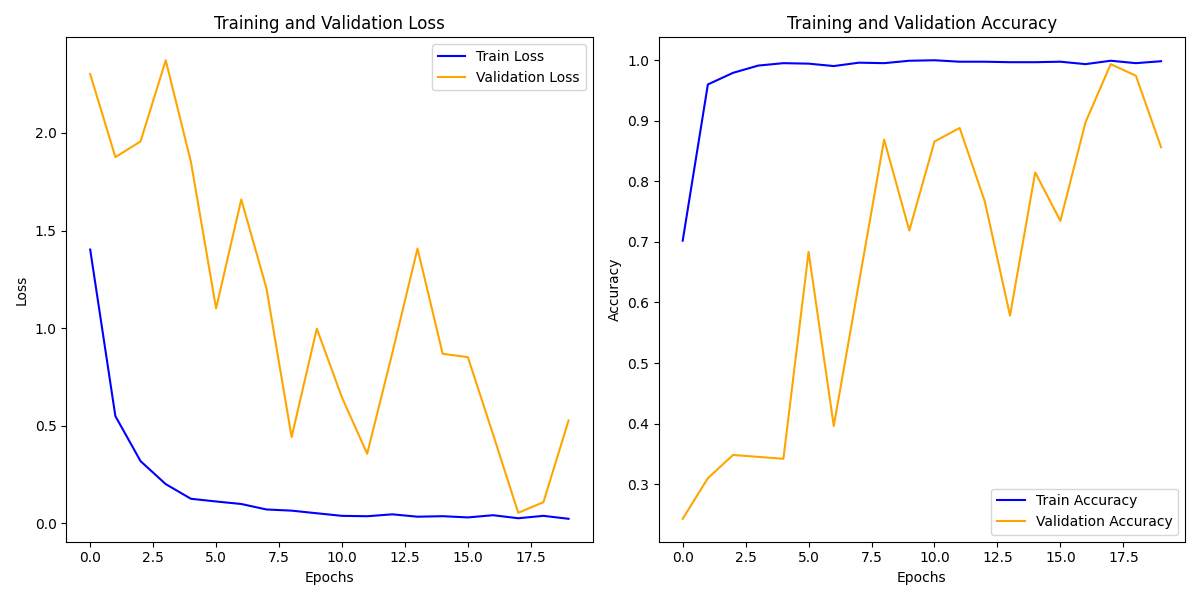 Training and Validation Loss
Train Loss
Validation Loss
2.0
1.5
1.0
0.5
0.0
Loss
0.0 2.5 5.0 7.5 10.0 12.5 15.0 17.5
Epochs
Training and Validation Accuracy
1.0
0.9
0.8
0.7
0.6
0.5
0.4
0.3
Accuracy
Train Accuracy
Validation Accuracy
0.0 2.5 5.0 7.5 10.0 12.5 15.0 17.5
Epochs